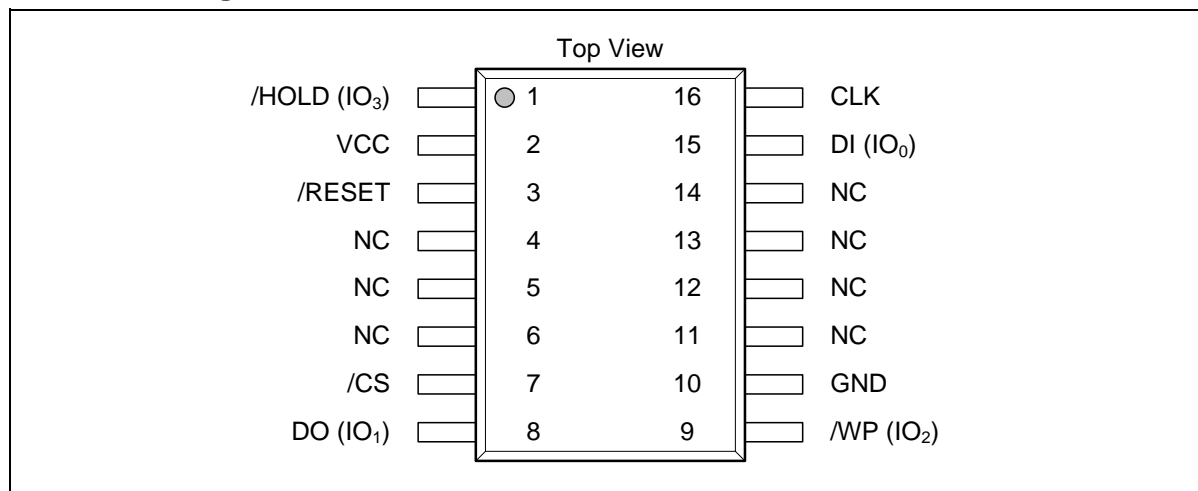 Top View
/HOLD (IO₃) 1 16 CLK
VCC 2 15 DI (IO₀)
/RESET 3 14 NC
NC 4 13 NC
NC 5 12 NC
NC 6 11 NC
/CS 7 10 GND
DO (IO₁) 8 9 /WP (IO₂)